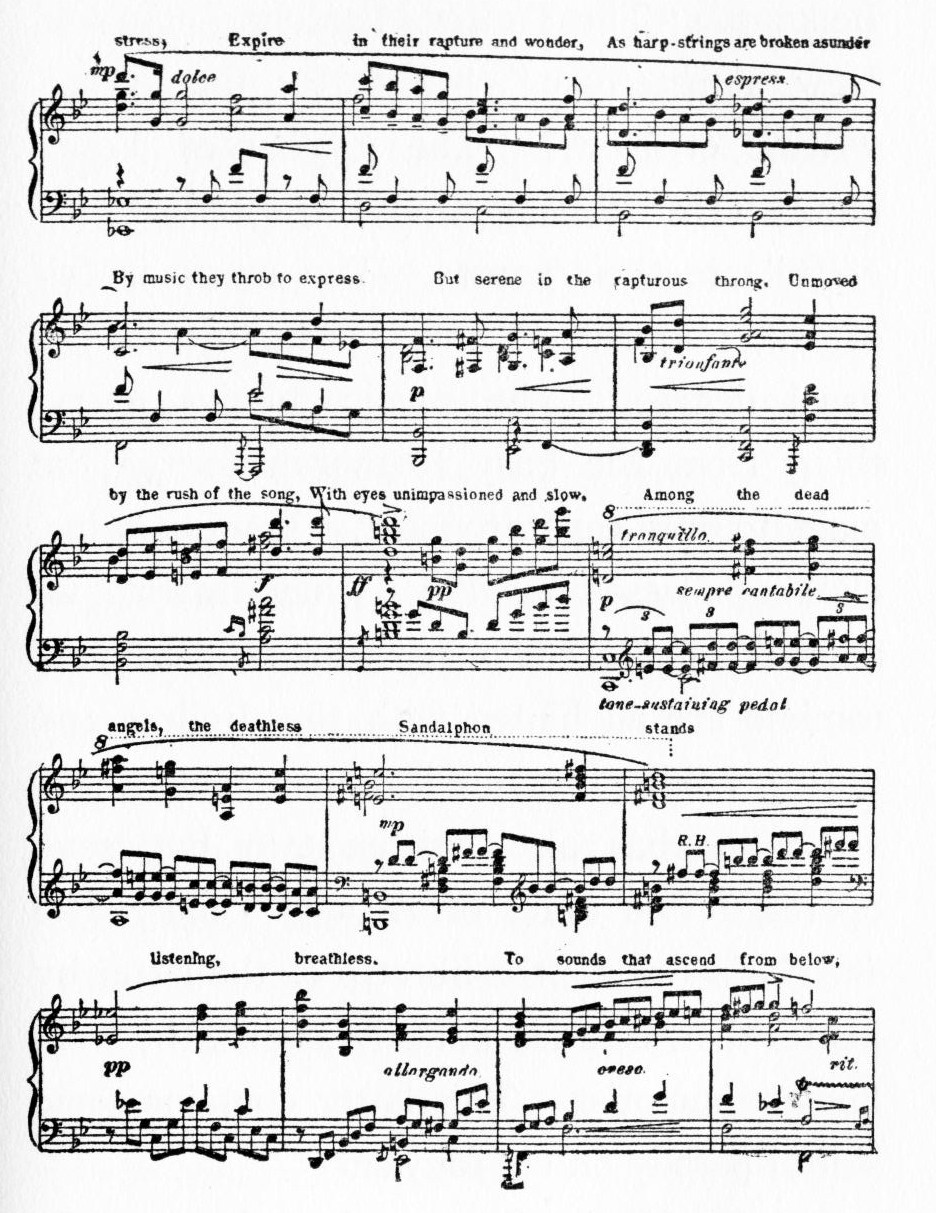 stress, Expire in their rapture and wonder, As harp-strings are broken asunder
mp dolce espress.
By music they throb to express. But serene in the rapturous throng, Unmoved
trionfante
p
by the rush of the song, With eyes unimpassioned and slow, Among the dead
8
tranquillo
f ff pp
sempre cantabile
p
3 3 3
tone-sustaining pedal
angels, the deathless Sandalphon stands
8
mp
R.H.
Listening, breathless. To sounds that ascend from below,
pp allargando cresc. rit.